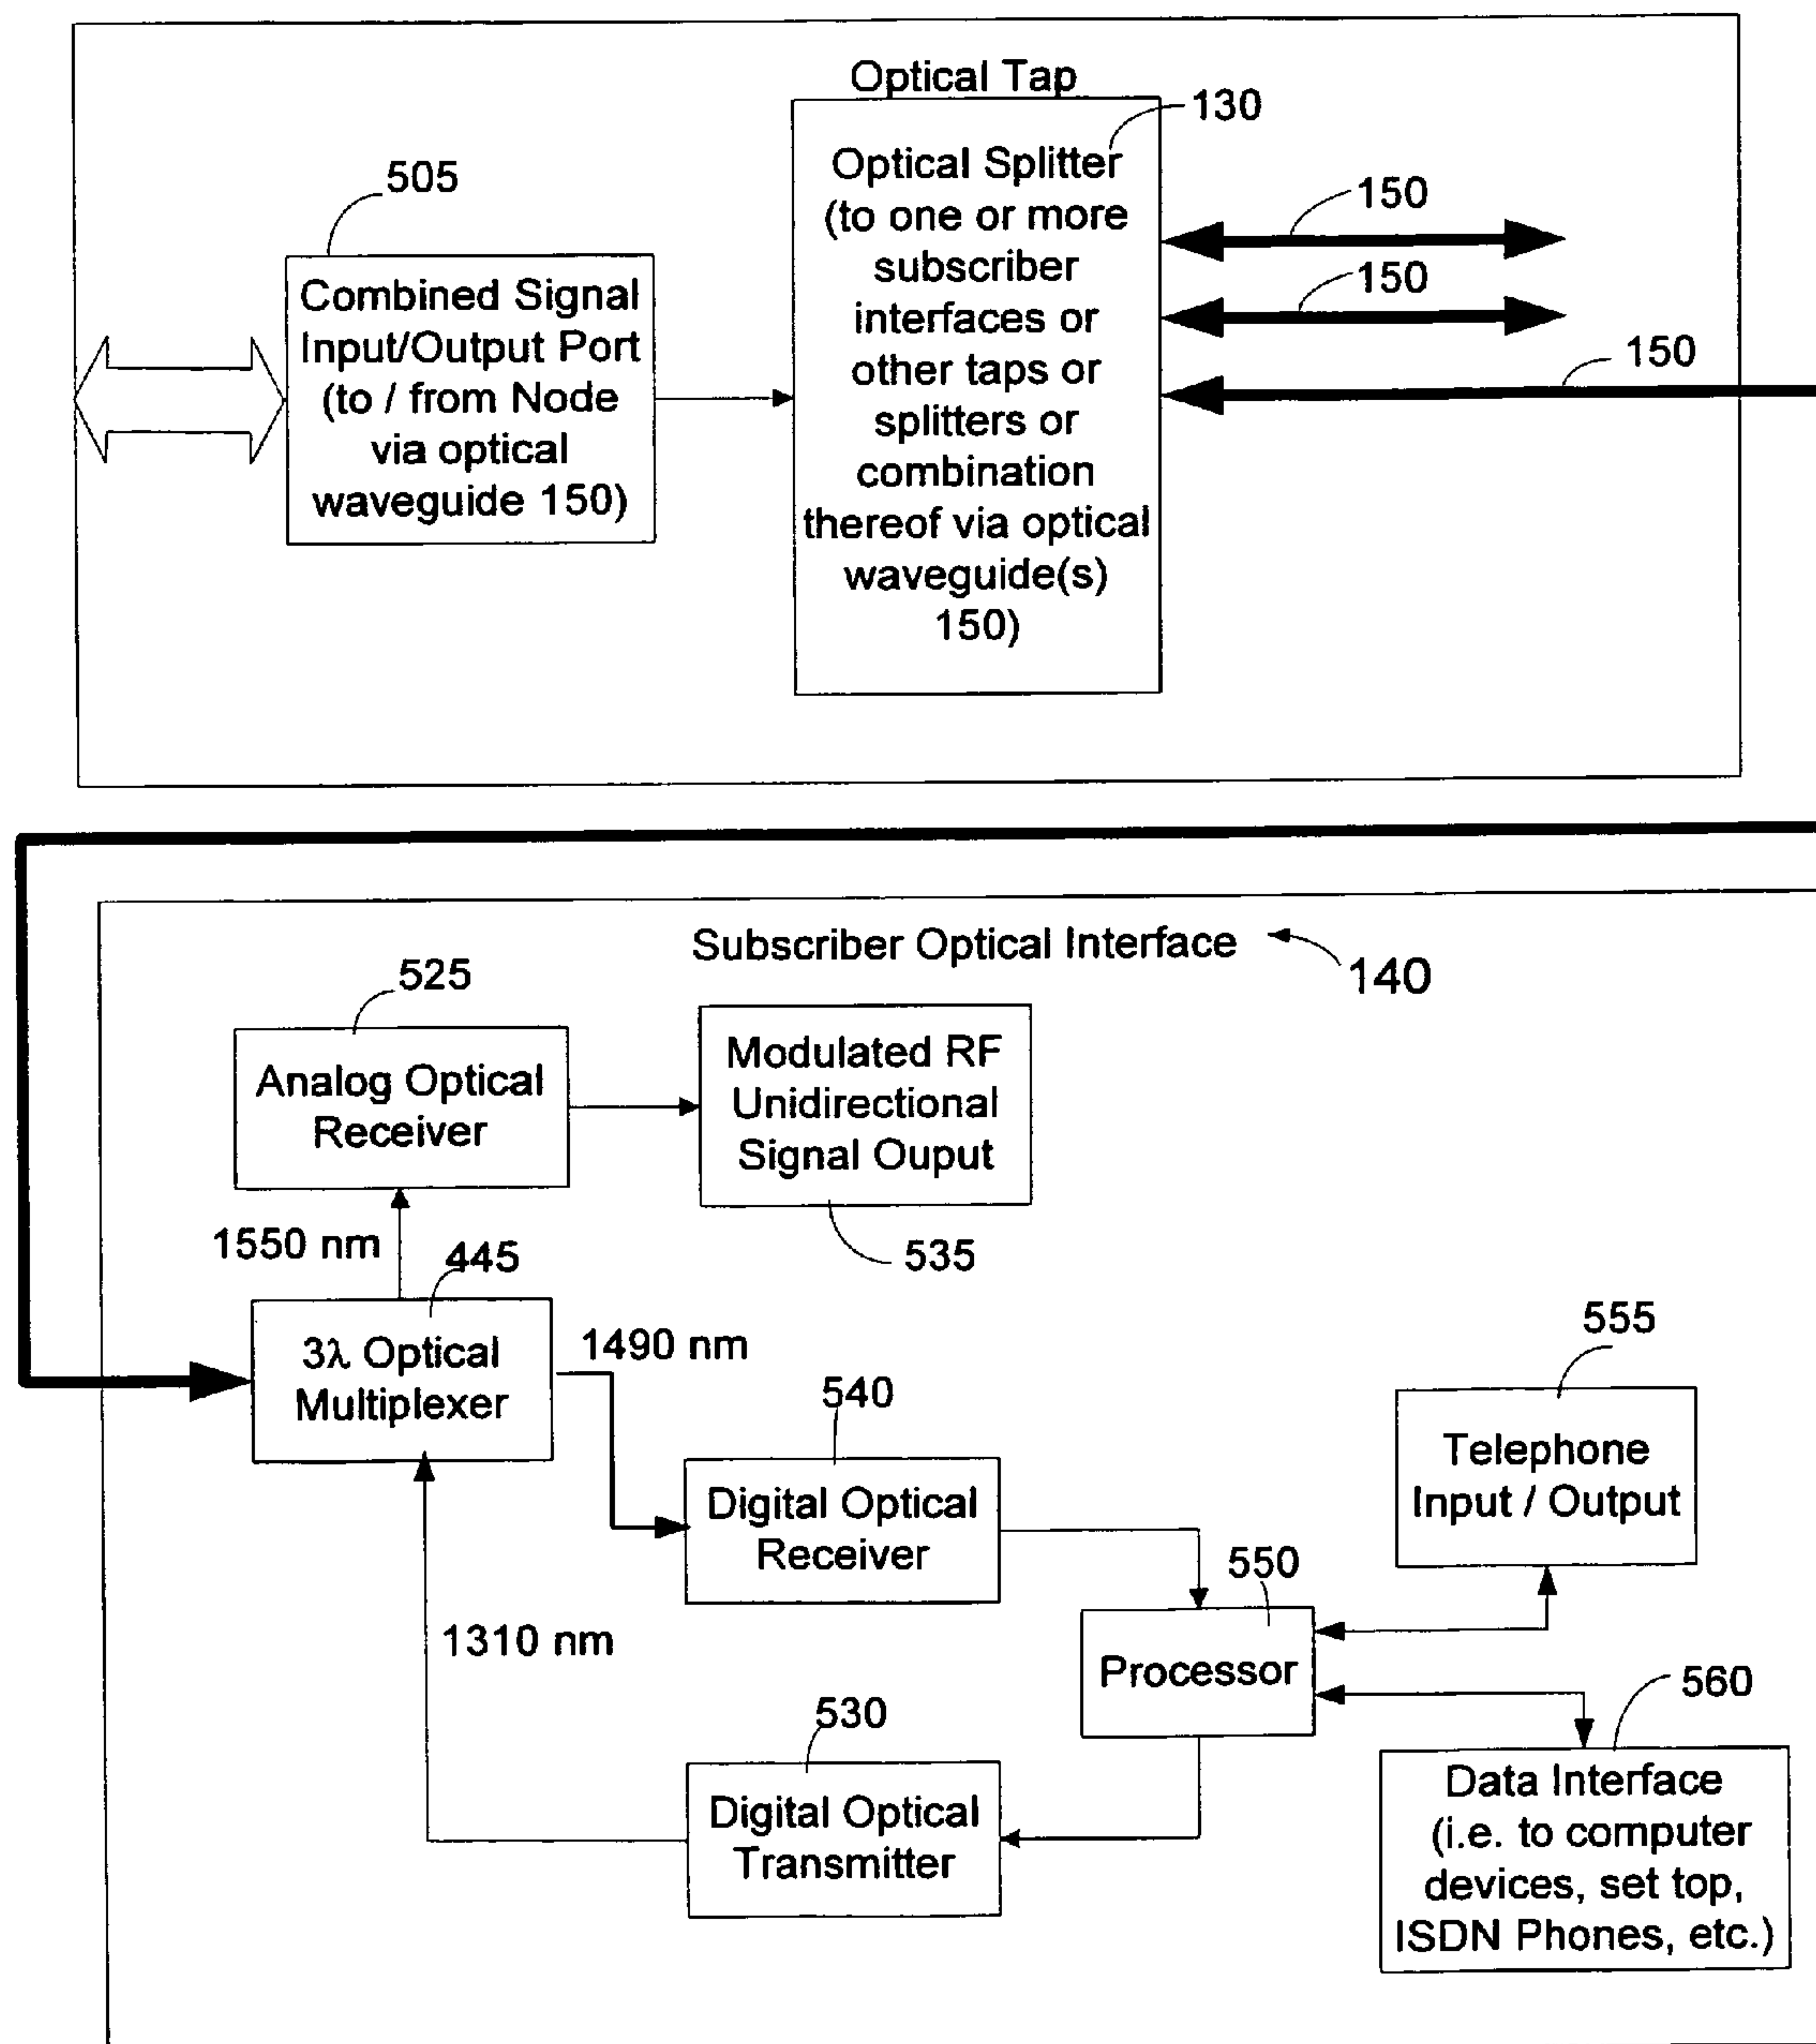 Optical Tap
130
Optical Splitter
(to one or more
subscriber
interfaces or
other taps or
splitters or
combination
thereof via optical
waveguide(s)
150)
505
Combined Signal
Input/Output Port
(to / from Node
via optical
waveguide 150)
150
150
150
Subscriber Optical Interface
140
525
Analog Optical
Receiver
Modulated RF
Unidirectional
Signal Ouput
535
1550 nm
445
3λ Optical
Multiplexer
1490 nm
540
Digital Optical
Receiver
555
Telephone
Input / Output
550
Processor
1310 nm
530
Digital Optical
Transmitter
560
Data Interface
(i.e. to computer
devices, set top,
ISDN Phones, etc.)